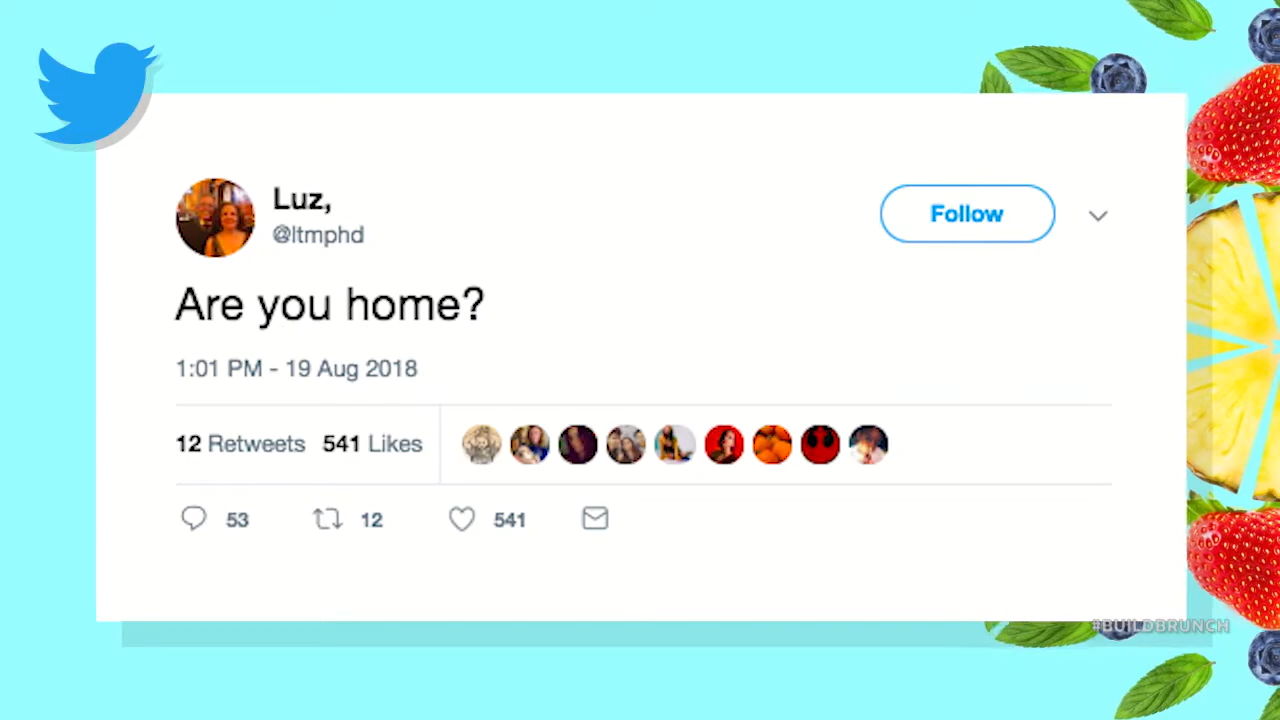 Luz,
@ltmphd
Follow
Are you home?
1:01 PM - 19 Aug 2018
12 Retweets 541 Likes
53 12 541
#BUILDBRUNCH